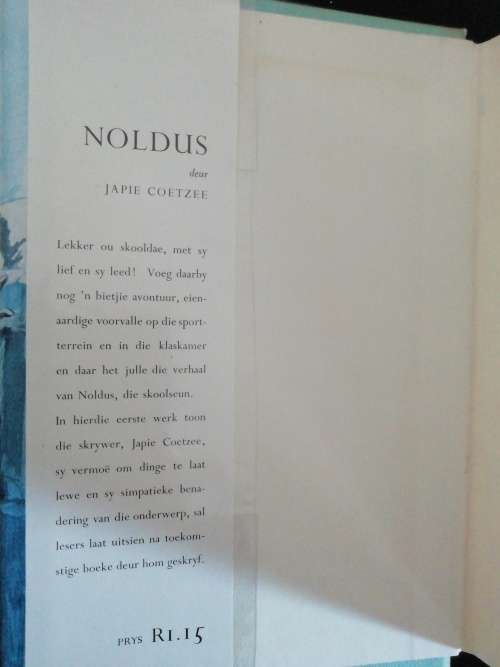 NOLDUS
deur
JAPIE COETZEE
Lekker ou skooldae, met sy
lief en sy leed! Voeg daarby
nog 'n bietjie avontuur, eien-
aardige voorvalle op die sport-
terrein en in die klaskamer
en daar het julle die verhaal
van Noldus, die skoolseun.
In hierdie eerste werk toon
die skrywer, Japie Coetzee,
sy vermoë om dinge te laat
lewe en sy simpatieke bena-
dering van die onderwerp, sal
lesers laat uitsien na toekom-
stige boeke deur hom geskryf.
PRYS R1.15